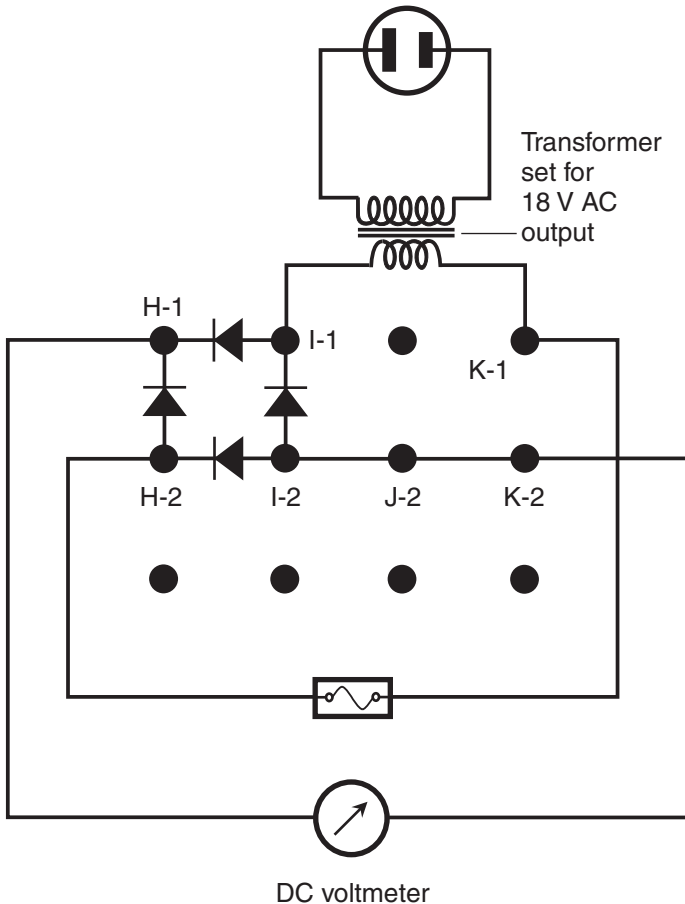 Transformer
set for
18 V AC
output
H-1
I-1
K-1
H-2
I-2
J-2
K-2
DC voltmeter